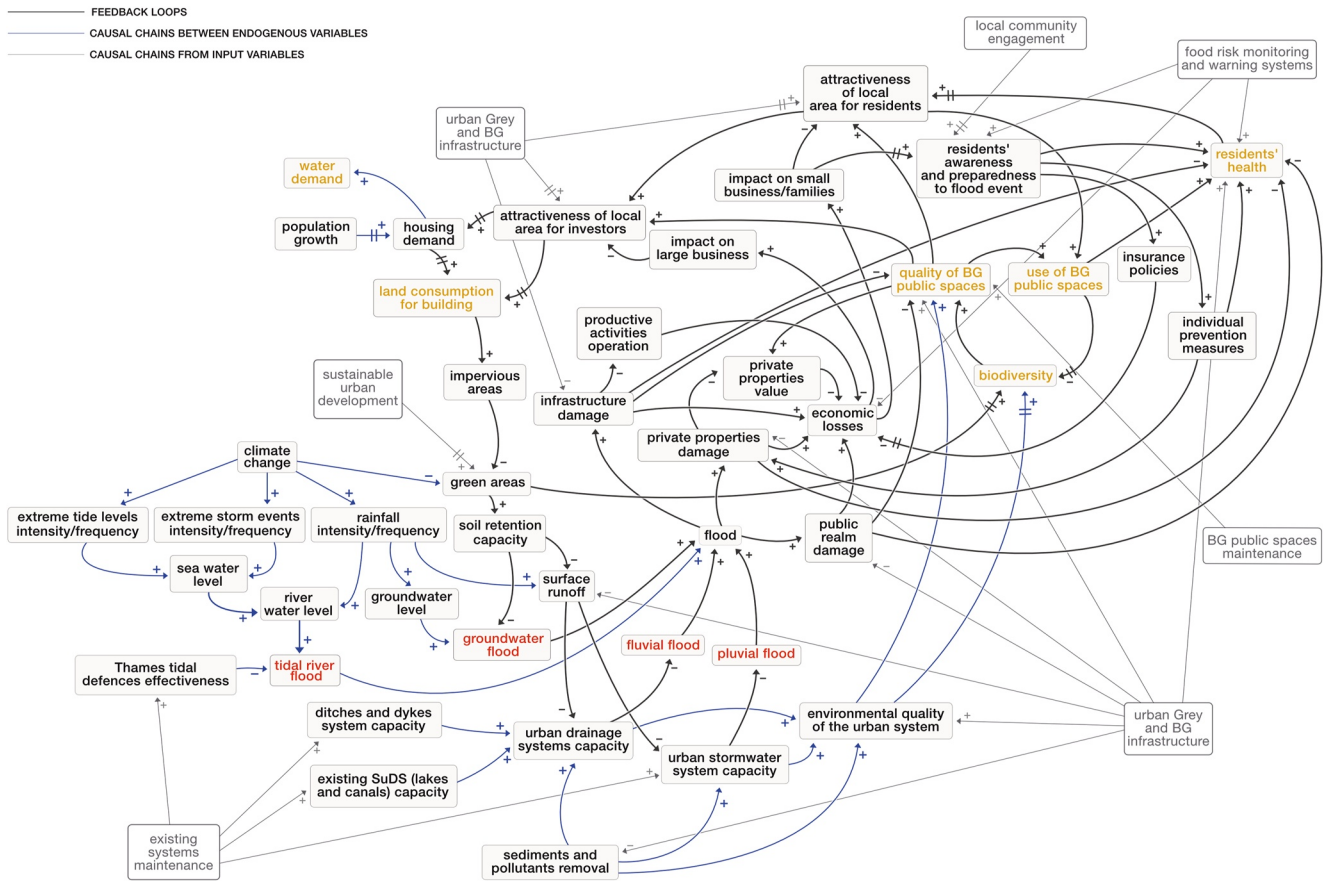 FEEDBACK LOOPS
CAUSAL CHAINS BETWEEN ENDOGENOUS VARIABLES
CAUSAL CHAINS FROM INPUT VARIABLES
local community
engagement
food risk monitoring
and warning systems
attractiveness
of local
area for residents
urban Grey
and BG
infrastructure
residents'
awareness
and preparedness
to flood event
residents'
health
water
demand
impact on small
business/families
population
growth
housing
demand
attractiveness of local
area for investors
impact on
large business
quality of BG
public spaces
use of BG
public spaces
insurance
policies
land consumption
for building
productive
activities
operation
individual
prevention
measures
impervious
areas
private
properties
value
biodiversity
sustainable
urban
development
infrastructure
damage
economic
losses
private properties
damage
climate
change
green areas
extreme tide levels
intensity/frequency
extreme storm events
intensity/frequency
rainfall
intensity/frequency
soil retention
capacity
flood
public
realm
damage
BG public spaces
maintenance
sea water
level
river
water level
groundwater
level
surface
runoff
groundwater
flood
fluvial flood
pluvial flood
Thames tidal
defences effectiveness
tidal river
flood
ditches and dykes
system capacity
urban drainage
systems capacity
environmental quality
of the urban system
urban Grey
and BG
infrastructure
existing SuDS (lakes
and canals) capacity
urban stormwater
system capacity
existing
systems
maintenance
sediments and
pollutants removal